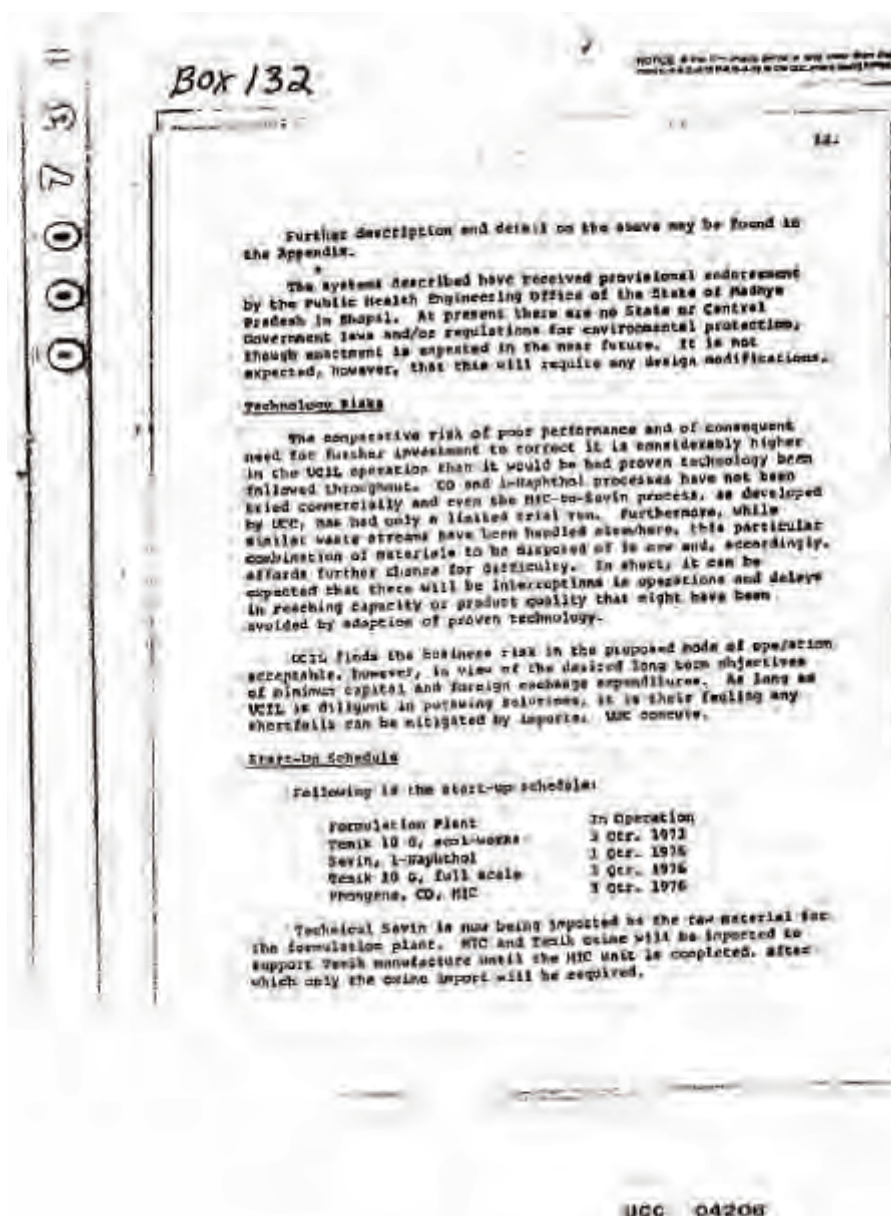 Box 132
00073
12.
Further description and detail on the above may be found in
the Appendix.
The systems described have received provisional endorsement
by the Public Health Engineering Office of the State of Madhya
Pradesh in Bhopal. At present there are no State or Central
Government laws and/or regulations for environmental protection,
though enactment is expected in the near future. It is not
expected, however, that this will require any design modifications.
Technology Risks
The comparative risk of poor performance and of consequent
need for further investment to correct it is considerably higher
in the UCIL operation than it would be had proven technology been
followed throughout. CO and 1-Naphthol processes have not been
tried commercially and even the MIC-to-Sevin process, as developed
by UCC, has had only a limited trial run. Furthermore, while
similar waste streams have been handled elsewhere, this particular
combination of materials to be disposed of is new and, accordingly,
affords further chance for difficulty. In short, it can be
expected that there will be interruptions in operations and delays
in reaching capacity or product quality that might have been
avoided by adoption of proven technology.
UCIL finds the business risk in the proposed mode of operation
acceptable, however, in view of the desired long term objectives
of minimum capital and foreign exchange expenditures. As long as
UCIL is diligent in pursuing solutions, it is their feeling any
shortfalls can be mitigated by imports. UCC concurs.
Start-Up Schedule
Following is the start-up schedule:
In Operation
Formulation Plant
Temik 10 G, semi-works 3 Qtr. 1973
Sevin, 1-Naphthol Qtr. 1976
Temik 10 G, full scale 3 Qtr. 1976
Phosgene, CO, MIC 3 Qtr. 1976
Technical Sevin is now being imported as the raw material for
the formulation plant. MIC and Temik oxime will be imported to
support Temik manufacture until the MIC unit is completed, after
which only the oxime import will be required.
UCC 04206